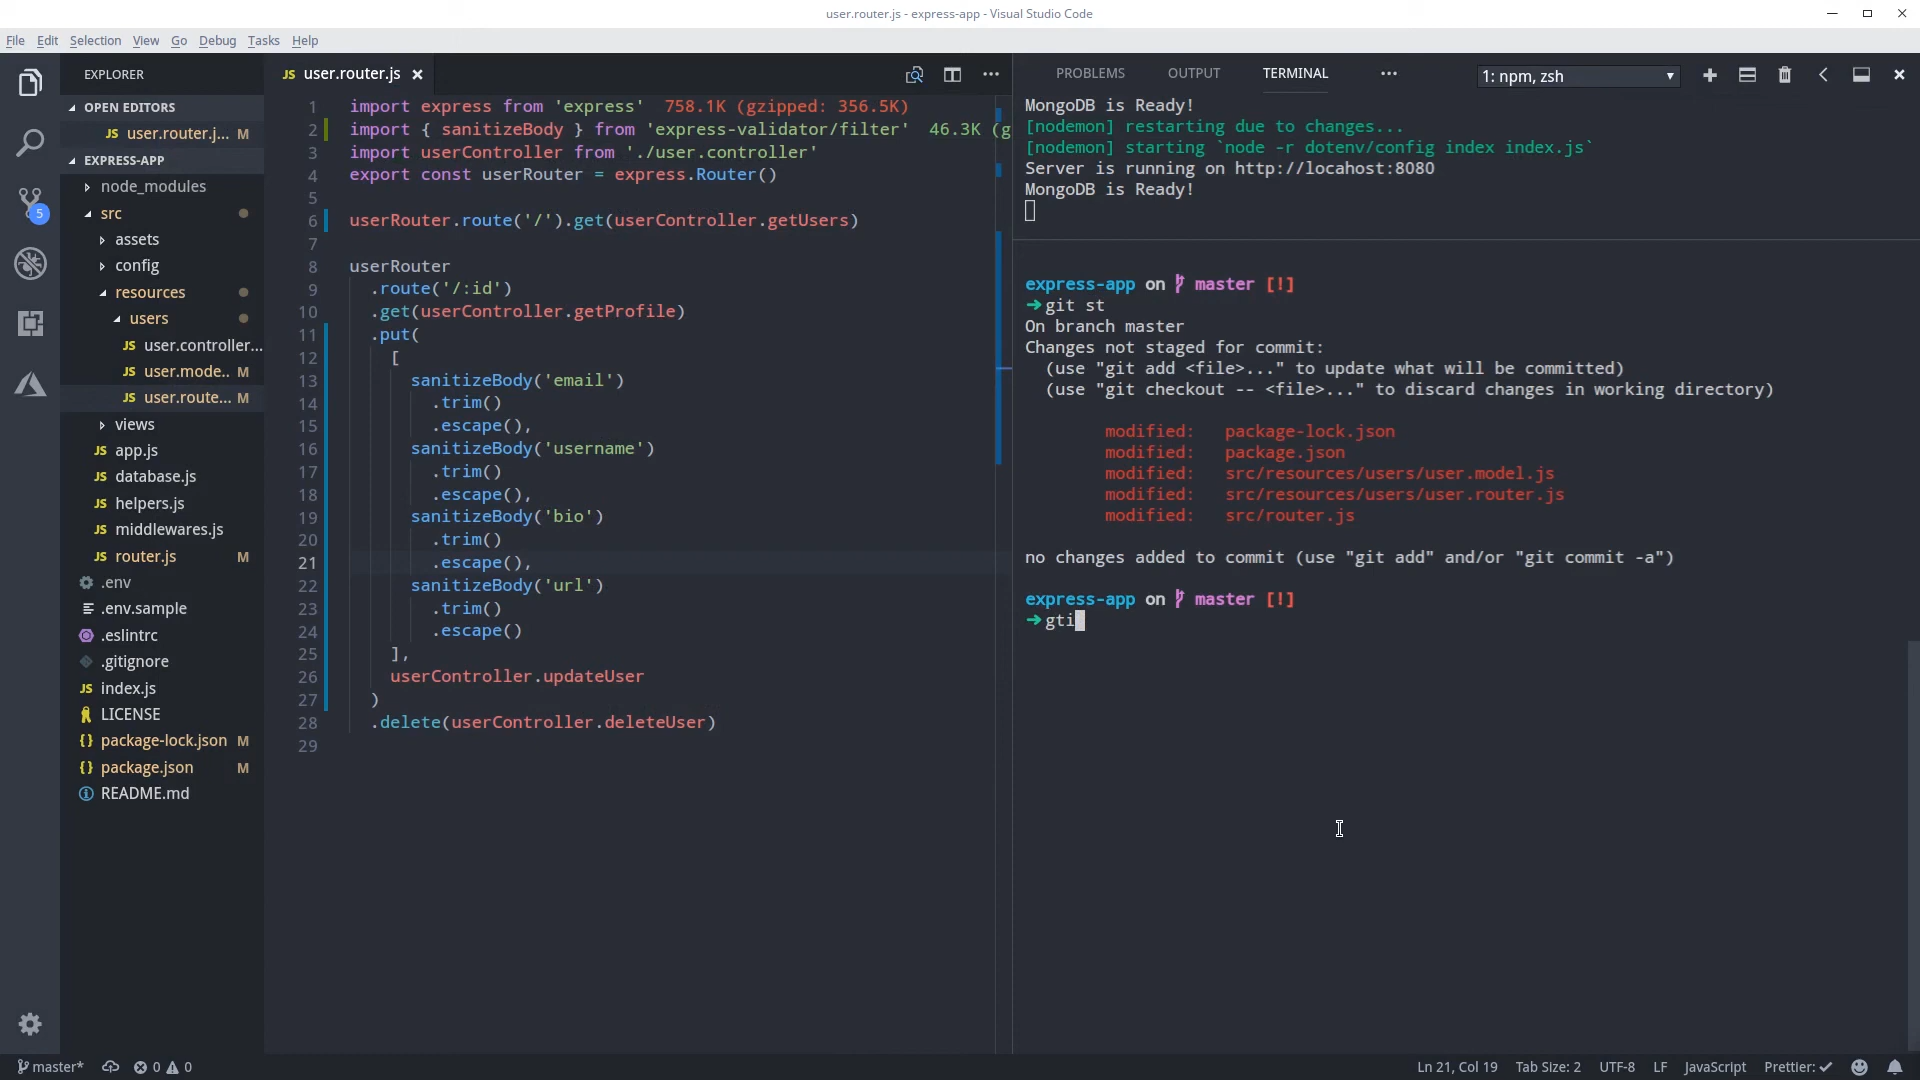 user.router.js - express-app - Visual Studio Code
File Edit Selection View Go Debug Tasks Help
EXPLORER
OPEN EDITORS
JS user.router.j... M
EXPRESS-APP
node_modules
src
assets
config
resources
users
JS user.controller...
JS user.mode.. M
JS user.route... M
views
JS app.js
JS database.js
JS helpers.js
JS middlewares.js
JS router.js M
.env
.env.sample
.eslintrc
.gitignore
JS index.js
LICENSE
{} package-lock.json M
{} package.json M
README.md
5
JS user.router.js
1 import express from 'express' 758.1K (gzipped: 356.5K)
2 import { sanitizeBody } from 'express-validator/filter' 46.3K (g
3 import userController from './user.controller'
4 export const userRouter = express.Router()
5
6 userRouter.route('/').get(userController.getUsers)
7
8 userRouter
9 .route('/:id')
10 .get(userController.getProfile)
11 .put(
12 [
13 sanitizeBody('email')
14 .trim()
15 .escape(),
16 sanitizeBody('username')
17 .trim()
18 .escape(),
19 sanitizeBody('bio')
20 .trim()
21 .escape(),
22 sanitizeBody('url')
23 .trim()
24 .escape()
25 ],
26 userController.updateUser
27 )
28 .delete(userController.deleteUser)
29
PROBLEMS OUTPUT TERMINAL ... 1: npm, zsh
MongoDB is Ready!
[nodemon] restarting due to changes...
[nodemon] starting `node -r dotenv/config index index.js`
Server is running on http://locahost:8080
MongoDB is Ready!
express-app on master [!]
➜ git st
On branch master
Changes not staged for commit:
(use "git add <file>..." to update what will be committed)
(use "git checkout -- <file>..." to discard changes in working directory)
modified: package-lock.json
modified: package.json
modified: src/resources/users/user.model.js
modified: src/resources/users/user.router.js
modified: src/router.js
no changes added to commit (use "git add" and/or "git commit -a")
express-app on master [!]
➜ gti
master* 0 0 Ln 21, Col 19 Tab Size: 2 UTF-8 LF JavaScript Prettier: ✓